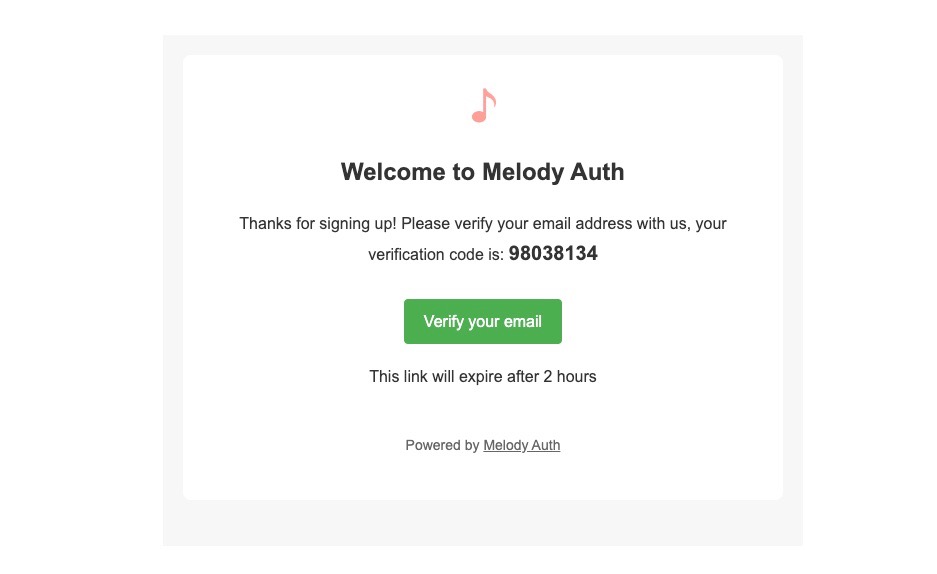 Welcome to Melody Auth
Thanks for signing up! Please verify your email address with us, your
verification code is: 98038134
Verify your email
This link will expire after 2 hours
Powered by Melody Auth